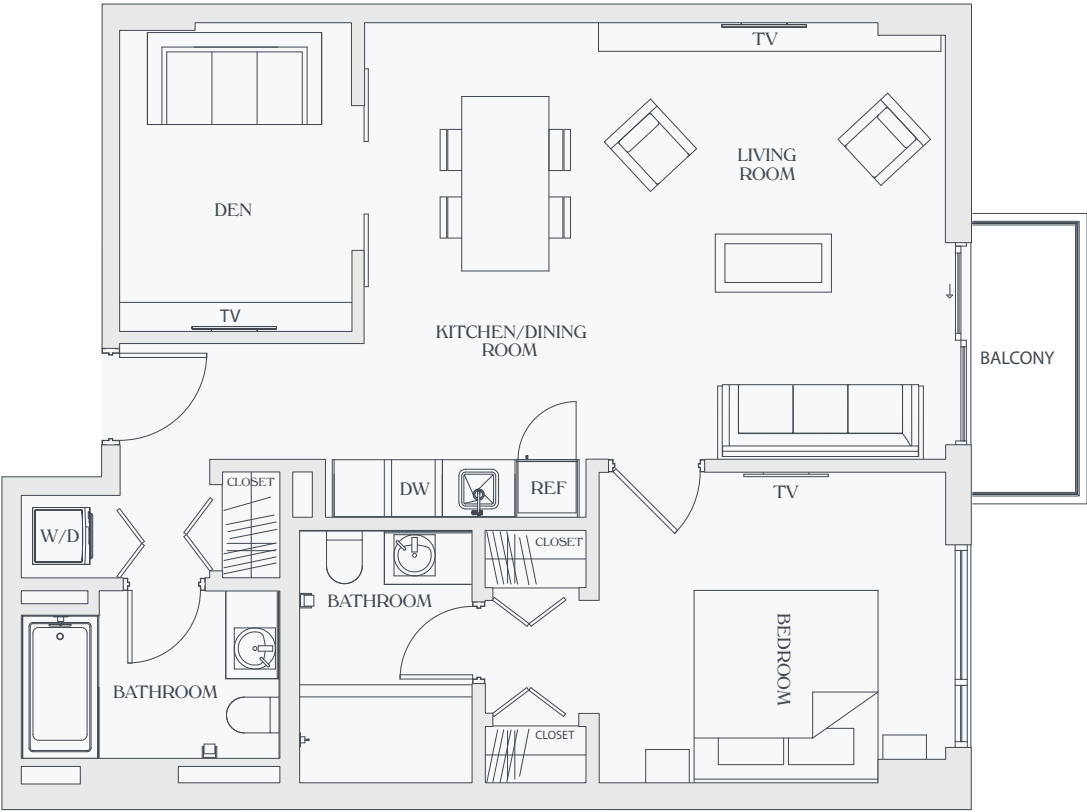 TV
LIVING
ROOM
DEN
TV
KITCHEN/DINING
ROOM
BALCONY
CLOSET
DW
REF
TV
W/D
CLOSET
BATHROOM
BEDROOM
BATHROOM
CLOSET